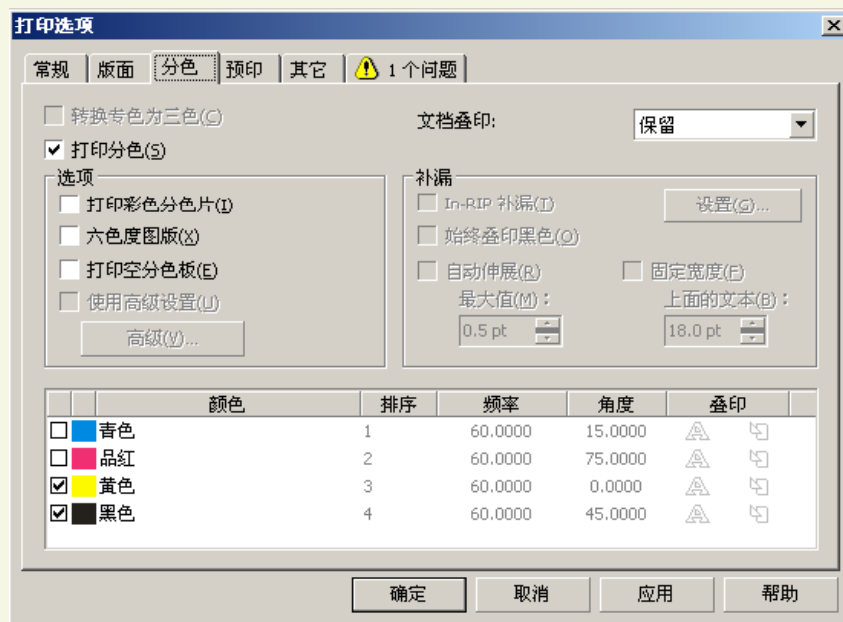 打印选项
常规 版面 分色 预印 其它 1 个问题
转换专色为三色(C) 文档叠印: 保留
打印分色(S)
选项 补漏
打印彩色分色片(I) In-RIP 补漏(T) 设置(G)...
六色度图版(X) 始终叠印黑色(O)
打印空分色板(E) 自动伸展(R) 固定宽度(F)
使用高级设置(U) 最大值(M)： 上面的文本(B)：
高级(V)... 0.5 pt 18.0 pt
颜色 排序 频率 角度 叠印
青色 1 60.0000 15.0000
品红 2 60.0000 75.0000
黄色 3 60.0000 0.0000
黑色 4 60.0000 45.0000
确定 取消 应用 帮助